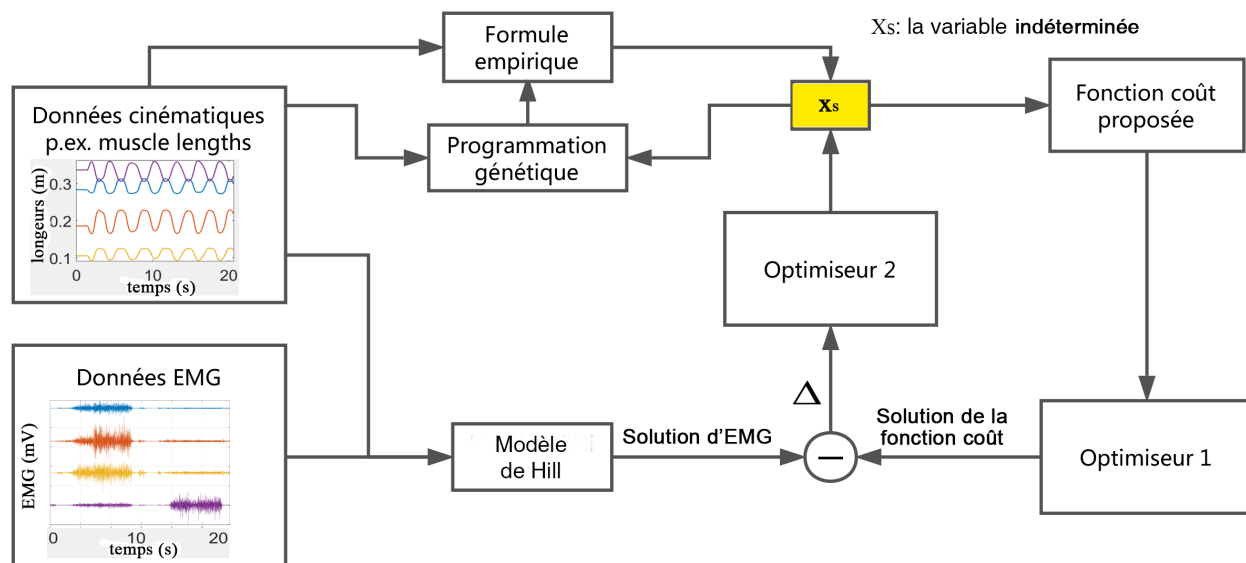 Xs: la variable indéterminée
Formule
empirique
Données cinématiques
p.ex. muscle lengths
longeurs (m)
0.3
0.2
0.1
0
10
20
temps (s)
Programmation
génétique
Xs
Fonction coût
proposée
Optimiseur 2
Données EMG
EMG (mV)
0
10
20
temps (s)
Modèle
de Hill
Solution d'EMG
Δ
−
Solution de la
fonction coût
Optimiseur 1